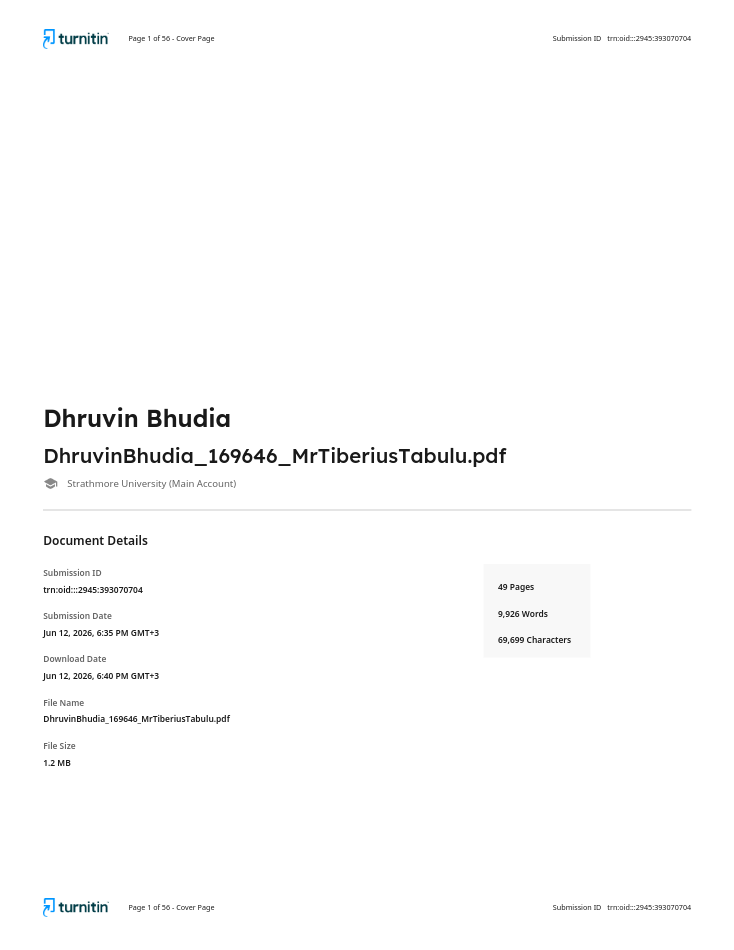 turnitin Page 1 of 56 - Cover Page Submission ID trn:oid:::2945:393070704
Dhruvin Bhudia
DhruvinBhudia_169646_MrTiberiusTabulu.pdf
Strathmore University (Main Account)
Document Details
Submission ID
trn:oid:::2945:393070704
Submission Date
Jun 12, 2026, 6:35 PM GMT+3
Download Date
Jun 12, 2026, 6:40 PM GMT+3
File Name
DhruvinBhudia_169646_MrTiberiusTabulu.pdf
File Size
1.2 MB
49 Pages
9,926 Words
69,699 Characters
turnitin Page 1 of 56 - Cover Page Submission ID trn:oid:::2945:393070704